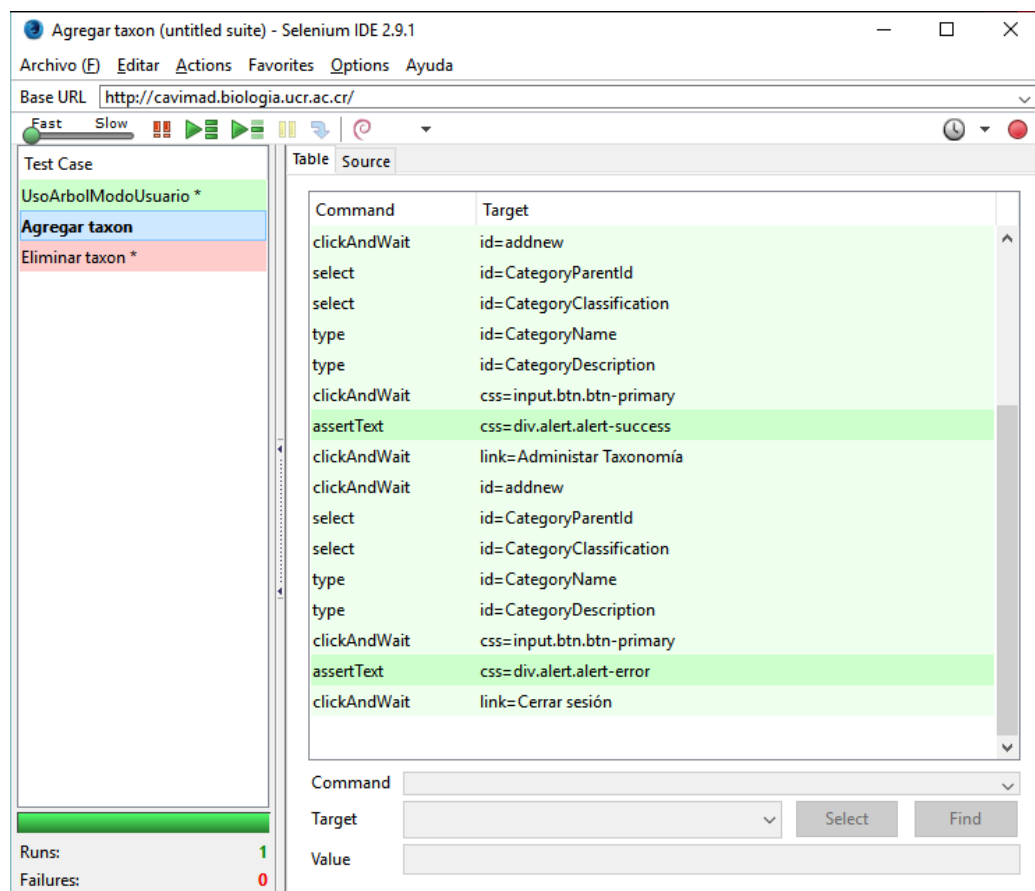 Agregar taxon (untitled suite) - Selenium IDE 2.9.1
Archivo (F) Editar Actions Favorites Options Ayuda
Base URL http://cavimad.biologia.ucr.ac.cr/
Fast Slow
Test Case
UsoArbolModoUsuario *
Agregar taxon
Eliminar taxon *
Runs: 1
Failures: 0
Table Source
Command Target
clickAndWait id=addnew
select id=CategoryParentId
select id=CategoryClassification
type id=CategoryName
type id=CategoryDescription
clickAndWait css=input.btn.btn-primary
assertText css=div.alert.alert-success
clickAndWait link=Administar Taxonomía
clickAndWait id=addnew
select id=CategoryParentId
select id=CategoryClassification
type id=CategoryName
type id=CategoryDescription
clickAndWait css=input.btn.btn-primary
assertText css=div.alert.alert-error
clickAndWait link=Cerrar sesión
Command
Target Select Find
Value